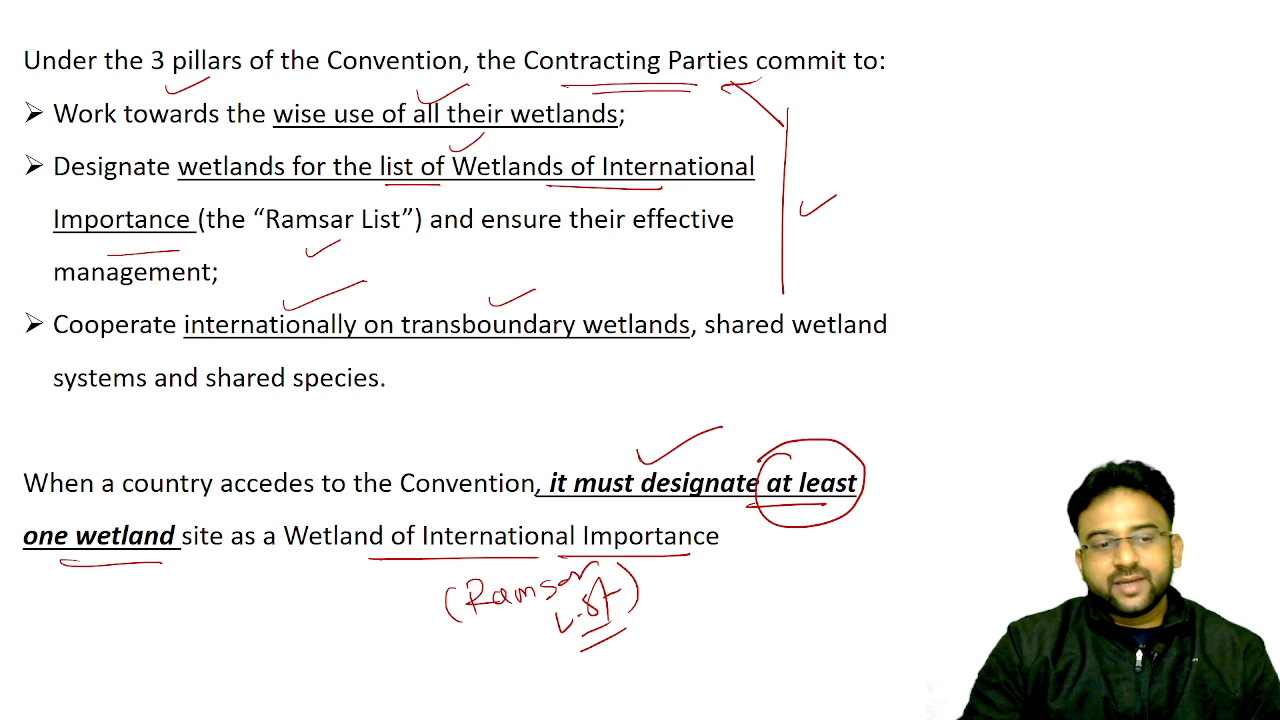 Under the 3 pillars of the Convention, the Contracting Parties commit to:
➢ Work towards the wise use of all their wetlands;
➢ Designate wetlands for the list of Wetlands of International
Importance (the “Ramsar List”) and ensure their effective
management;
➢ Cooperate internationally on transboundary wetlands, shared wetland
systems and shared species.
When a country accedes to the Convention, it must designate at least
one wetland site as a Wetland of International Importance
(Ramsar
List)